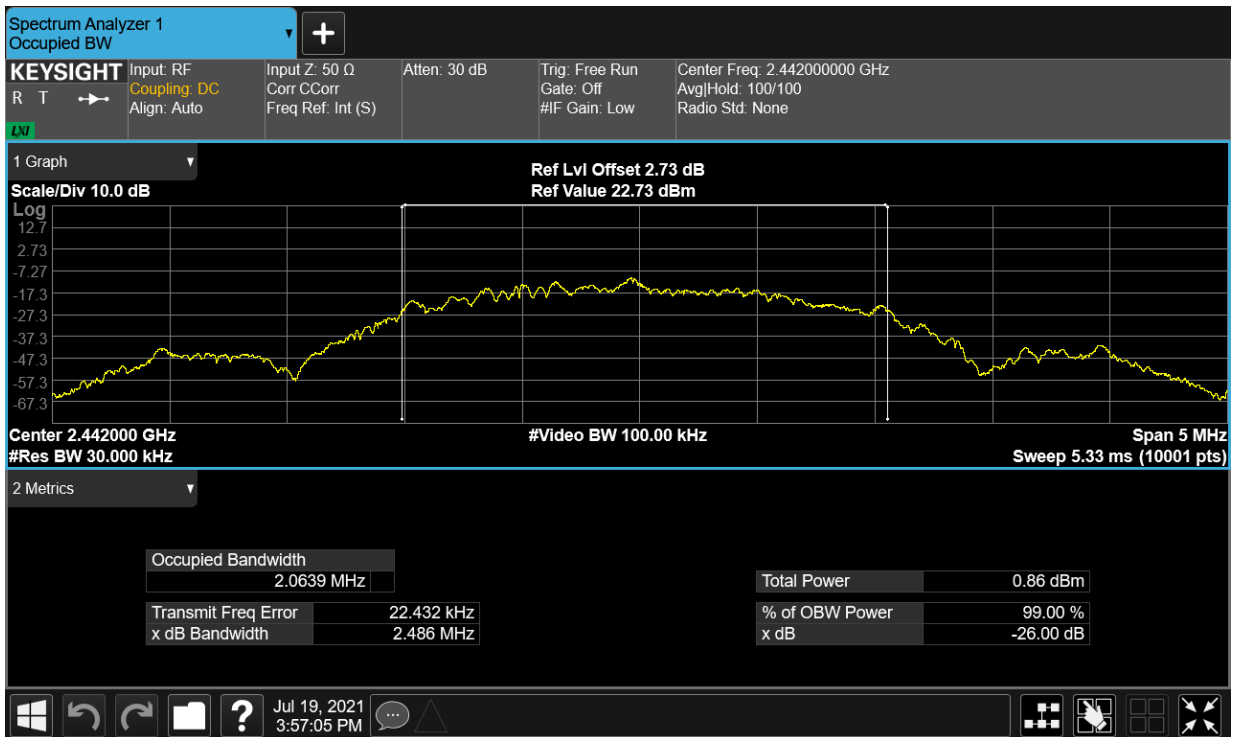 Spectrum Analyzer 1
Occupied BW
KEYSIGHT
R T
LXI
Input: RF
Coupling: DC
Align: Auto
Input Z: 50 Ω
Corr CCorr
Freq Ref: Int (S)
Atten: 30 dB
Trig: Free Run
Gate: Off
#IF Gain: Low
Center Freq: 2.442000000 GHz
Avg|Hold: 100/100
Radio Std: None
1 Graph
Scale/Div 10.0 dB
Ref Lvl Offset 2.73 dB
Ref Value 22.73 dBm
Log
12.7
2.73
-7.27
-17.3
-27.3
-37.3
-47.3
-57.3
-67.3
Center 2.442000 GHz
#Video BW 100.00 kHz
Span 5 MHz
#Res BW 30.000 kHz
Sweep 5.33 ms (10001 pts)
2 Metrics
Occupied Bandwidth
2.0639 MHz
Total Power 0.86 dBm
Transmit Freq Error 22.432 kHz
% of OBW Power 99.00 %
x dB Bandwidth 2.486 MHz
x dB -26.00 dB
?
Jul 19, 2021
3:57:05 PM